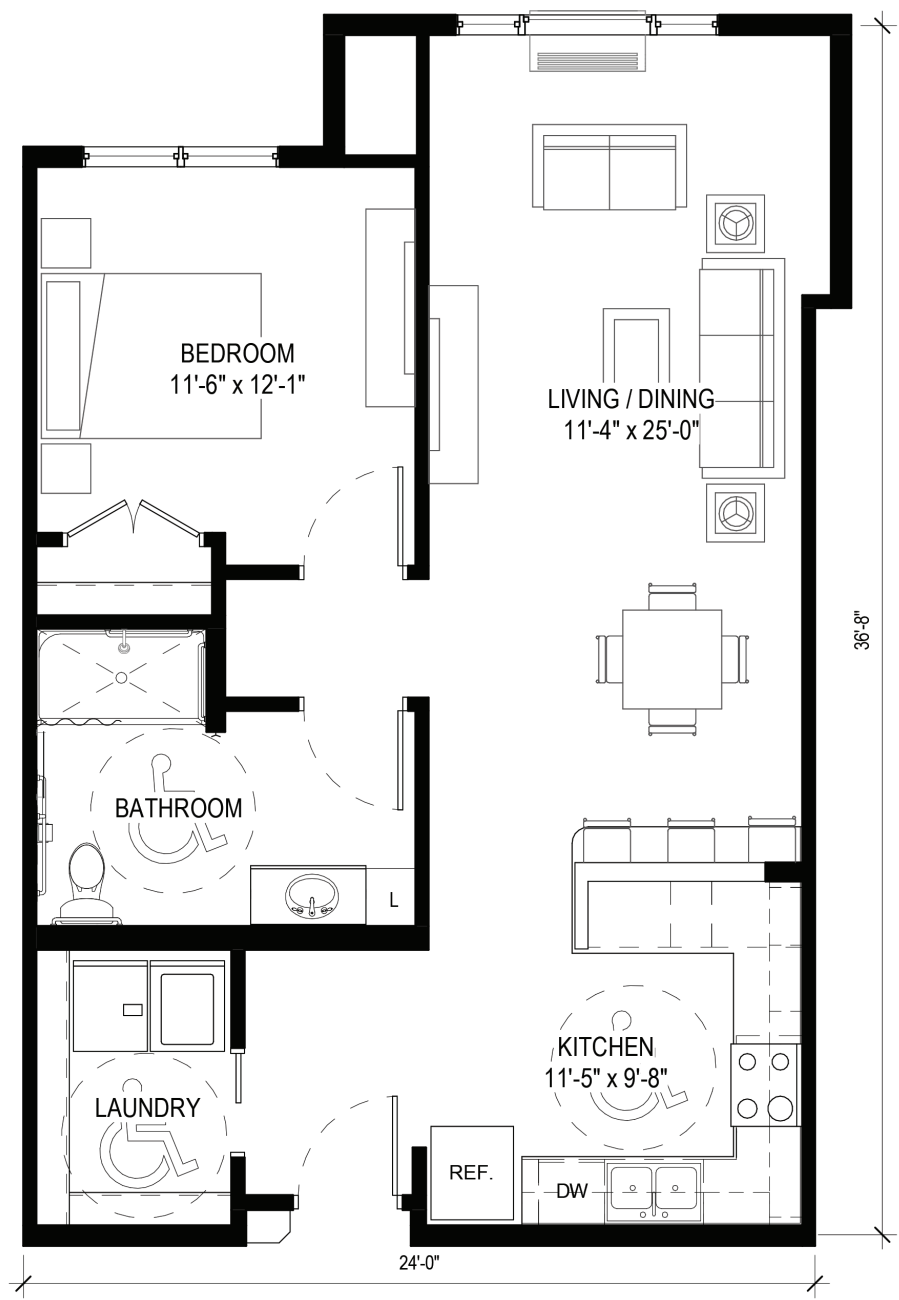 BEDROOM
11'-6" x 12'-1"
LIVING / DINING
11'-4" x 25'-0"
36'-8"
BATHROOM
L
KITCHEN
11'-5" x 9'-8"
LAUNDRY
REF.
DW
24'-0"